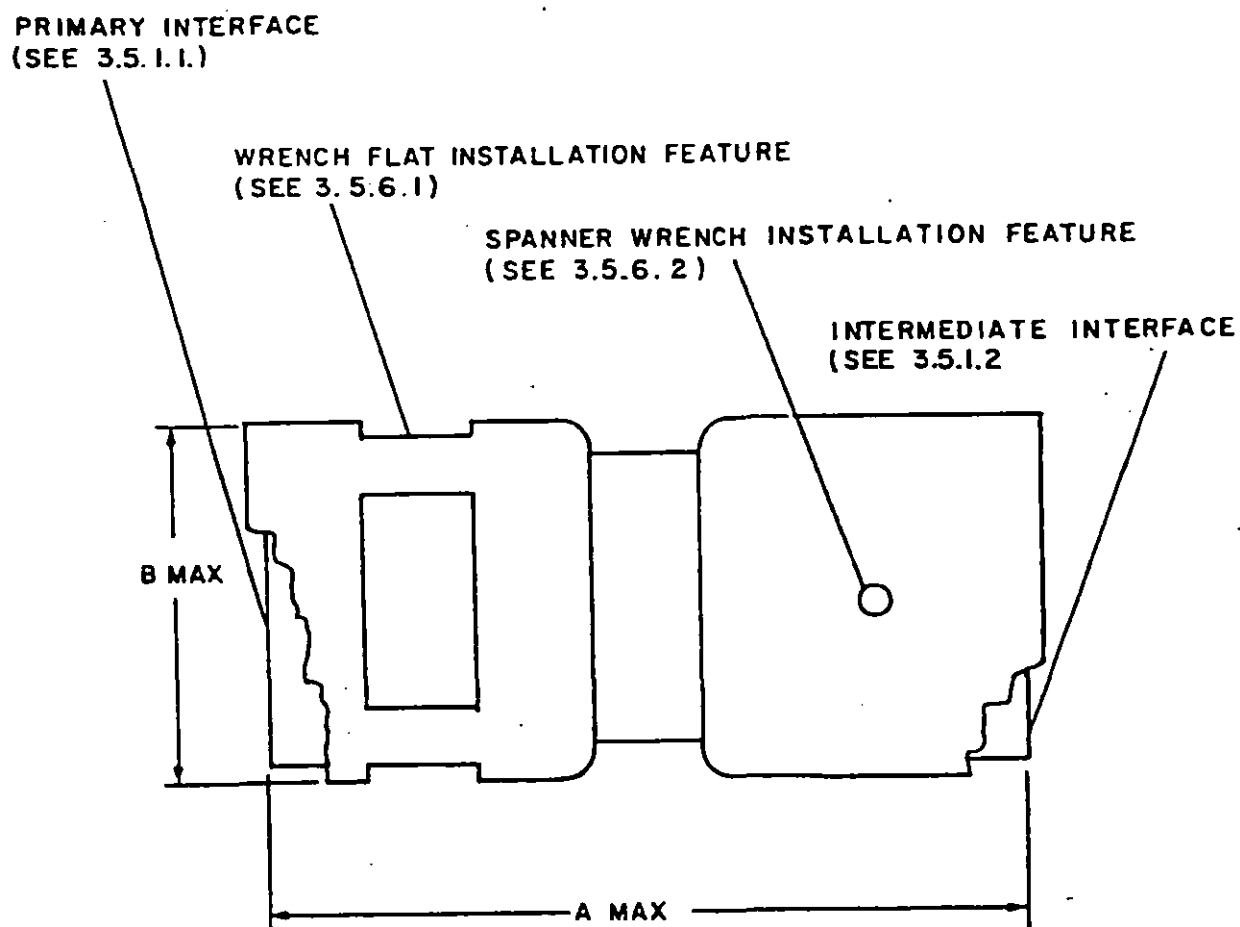 PRIMARY INTERFACE
(SEE 3.5.1.1.)
WRENCH FLAT INSTALLATION FEATURE
(SEE 3.5.6.1)
SPANNER WRENCH INSTALLATION FEATURE
(SEE 3.5.6.2)
INTERMEDIATE INTERFACE
(SEE 3.5.1.2
B MAX
A MAX